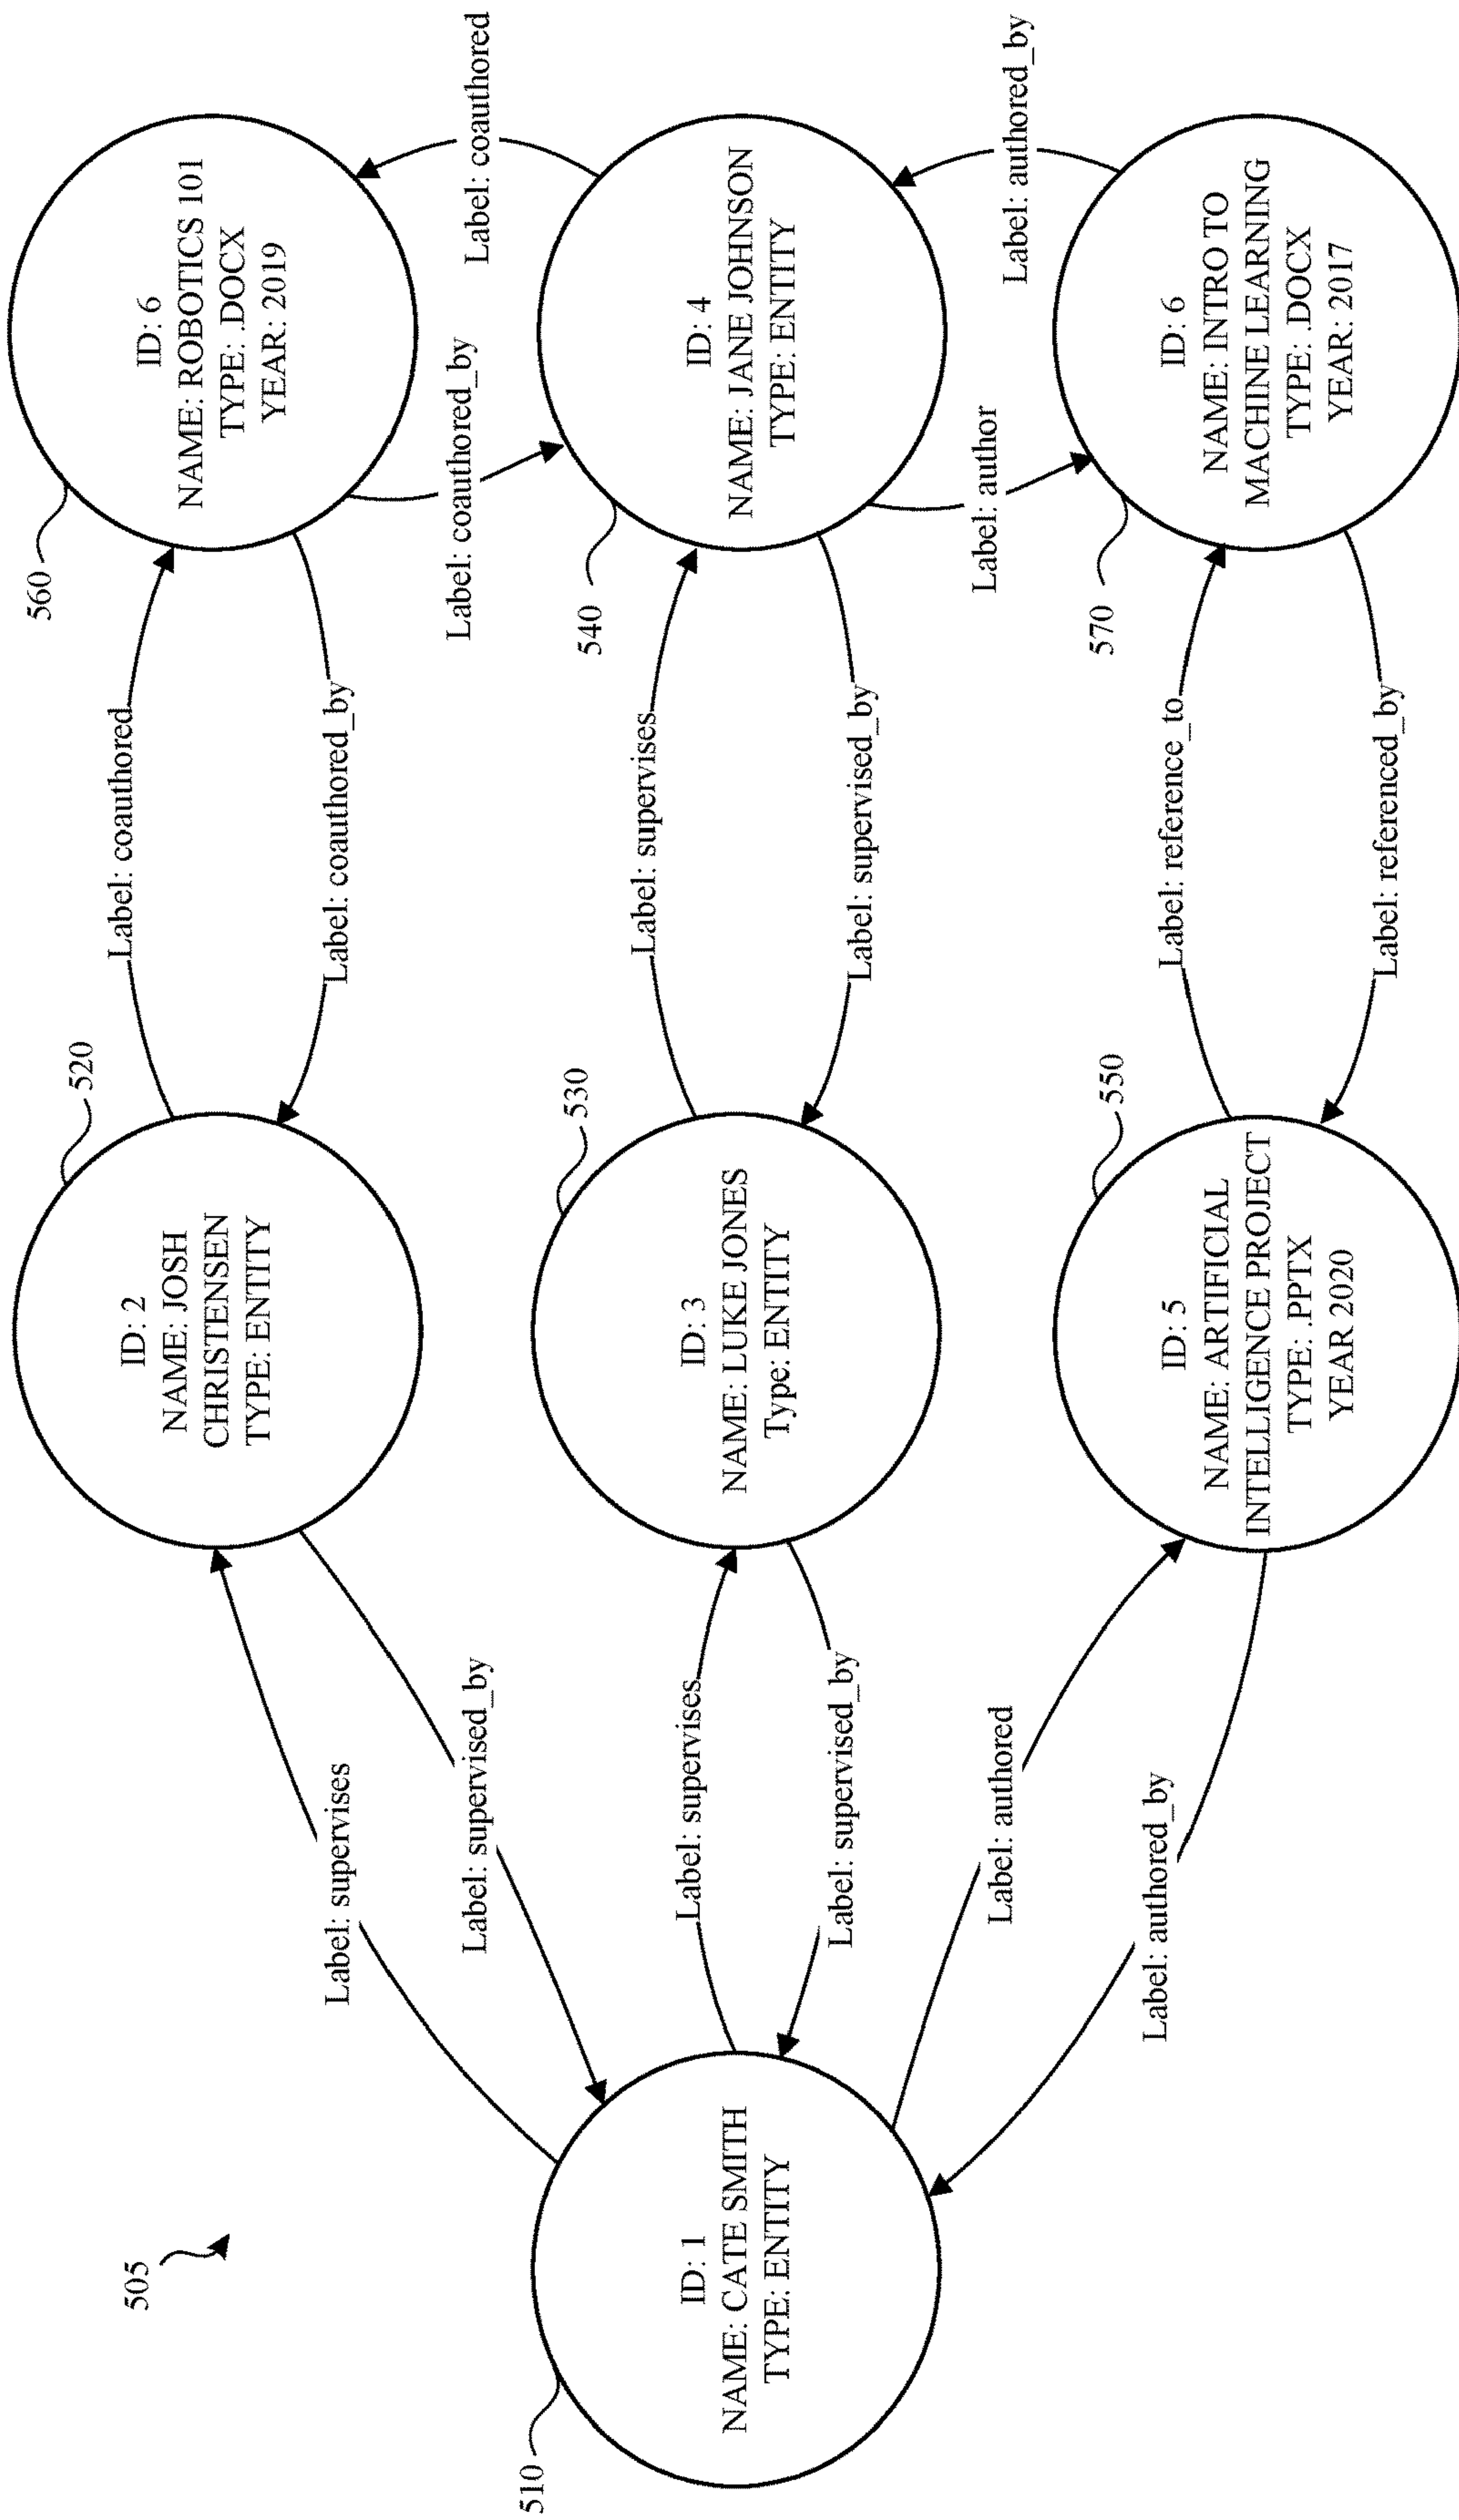 505
510
ID: 1
NAME: CATE SMITH
TYPE: ENTITY
Label: supervises
Label: supervised_by
Label: supervises
Label: supervised_by
Label: authored
Label: authored_by
520
ID: 2
NAME: JOSH
CHRISTENSEN
TYPE: ENTITY
530
ID: 3
NAME: LUKE JONES
Type: ENTITY
550
ID: 5
NAME: ARTIFICIAL
INTELLIGENCE PROJECT
TYPE: .PPTX
YEAR 2020
Label: coauthored
Label: coauthored_by
Label: supervises
Label: supervised_by
Label: reference_to
Label: referenced_by
560
ID: 6
NAME: ROBOTICS 101
TYPE: .DOCX
YEAR: 2019
Label: coauthored_by
Label: coauthored
540
ID: 4
NAME: JANE JOHNSON
TYPE: ENTITY
Label: author
Label: authored_by
570
ID: 6
NAME: INTRO TO
MACHINE LEARNING
TYPE: .DOCX
YEAR: 2017